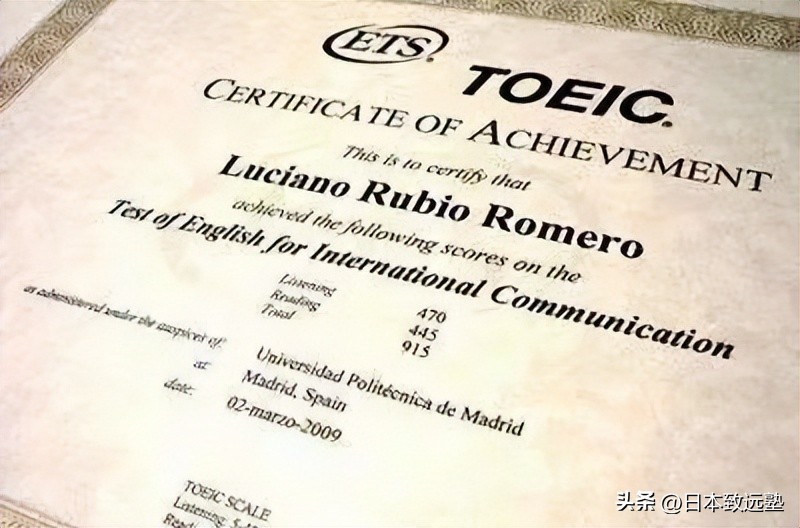 ETS®
TOEIC®
CERTIFICATE OF ACHIEVEMENT
This is to certify that
Luciano Rubio Romero
achieved the following scores on the
Test of English for International Communication
Listening 470
Reading 445
Total 915
as administered under the auspices of: Universidad Politécnica de Madrid
at: Madrid, Spain
date: 02-marzo-2009
TOEIC SCALE
Listening,
头条 @日本致远塾